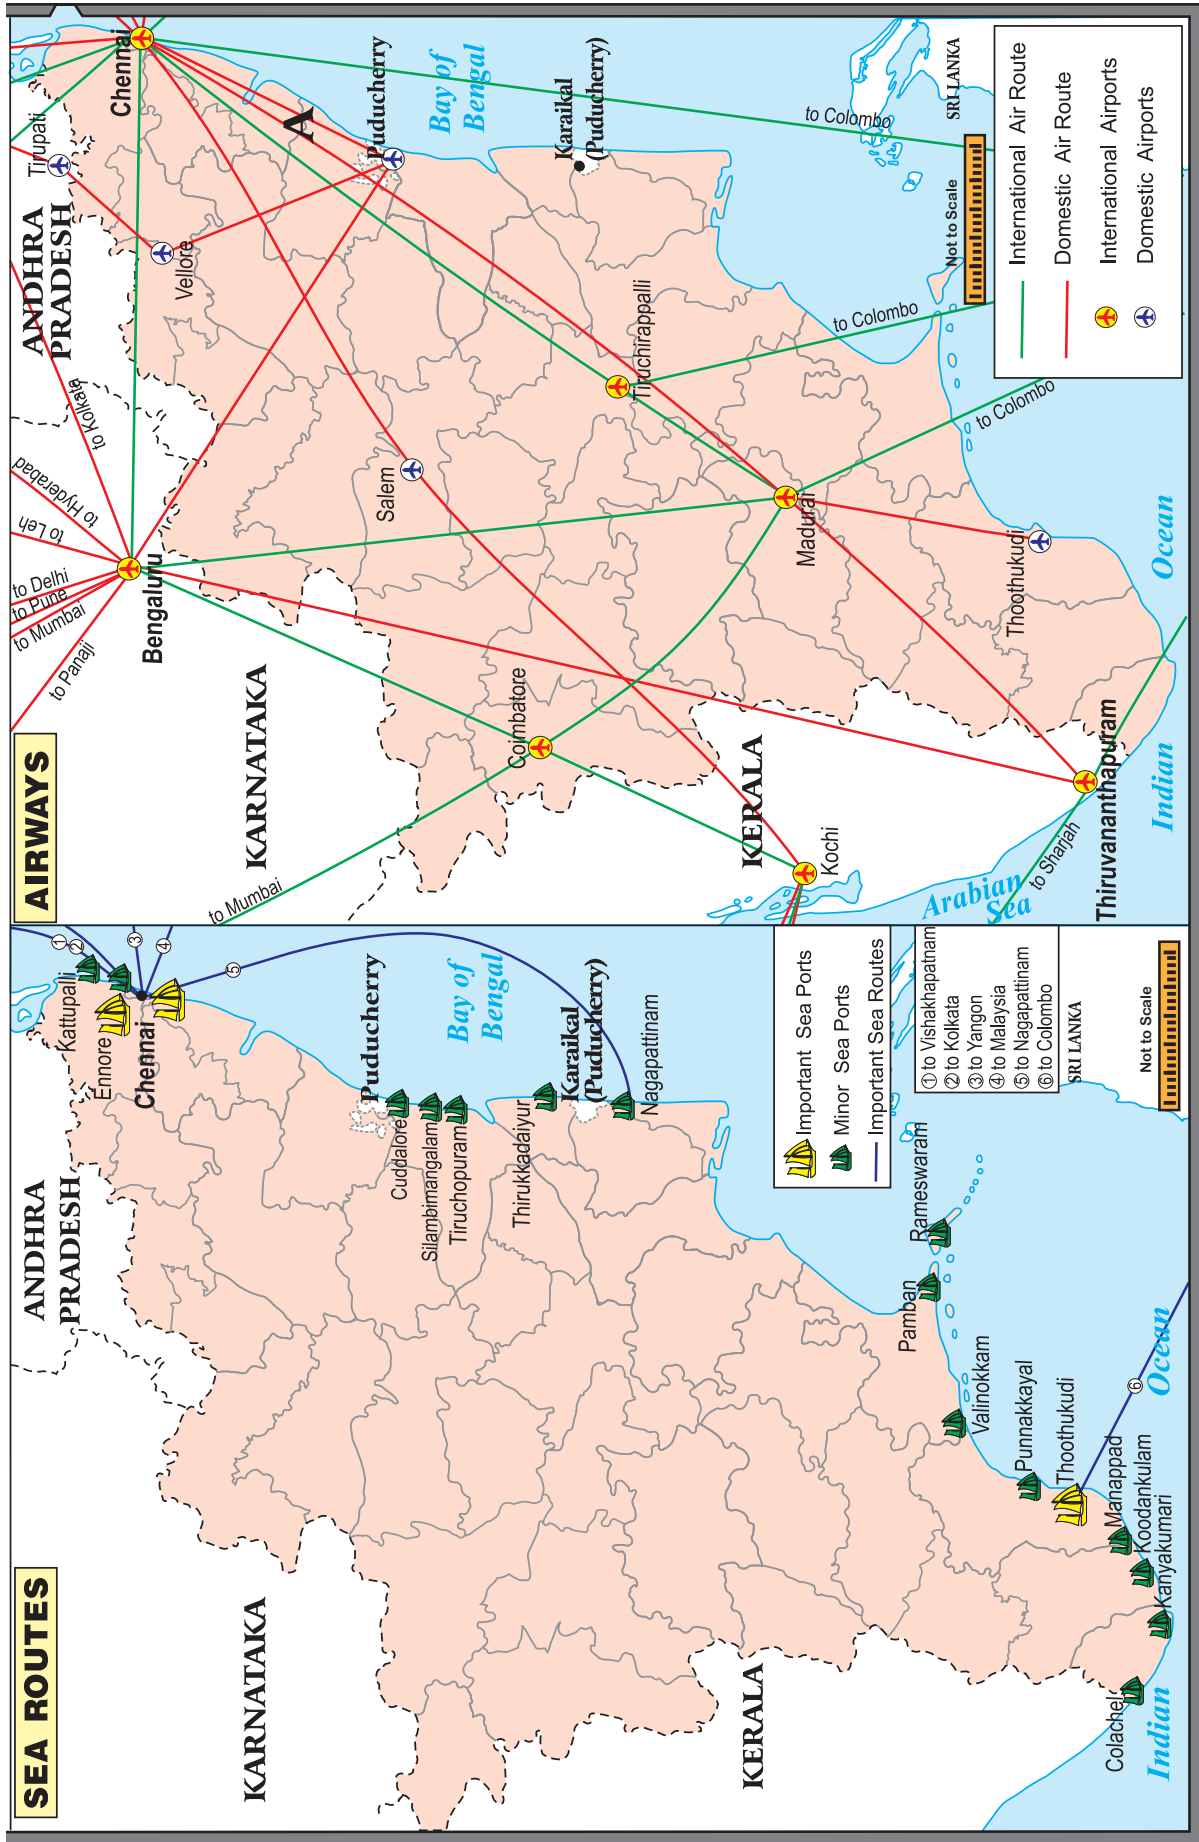 SEA ROUTES
ANDHRA
PRADESH
KARNATAKA
KERALA
Kattupalli
Ennore
Chennai
Puducherry
Cuddalore
Silambimangalam
Tiruchopuram
Thirukkadaiyur
Karaikal
(Puducherry)
Nagapattinam
Bay of
Bengal
Rameswaram
Pamban
Valinokkam
Punnakkayal
Thoothukudi
Manappad
Koodankulam
Kanyakumari
Colachel
Indian
Ocean
SRI LANKA
1
2
3
4
5
6
Important Sea Ports
Minor Sea Ports
Important Sea Routes
① to Vishakhapatnam
② to Kolkata
③ to Yangon
④ to Malaysia
⑤ to Nagapattinam
⑥ to Colombo
Not to Scale
AIRWAYS
ANDHRA
PRADESH
KARNATAKA
KERALA
Tirupati
Chennai
Vellore
A
Puducherry
Bay of
Bengal
Karaikal
(Puducherry)
Bengaluru
Salem
Tiruchirappalli
Coimbatore
Madurai
Kochi
Thoothukudi
Thiruvananthapuram
to Kolkata
to Hyderabad
to Leh
to Delhi
to Pune
to Mumbai
to Panaji
to Mumbai
to Colombo
to Colombo
to Colombo
to Sharjah
Arabian
Sea
Indian
Ocean
SRI LANKA
Not to Scale
International Air Route
Domestic Air Route
International Airports
Domestic Airports